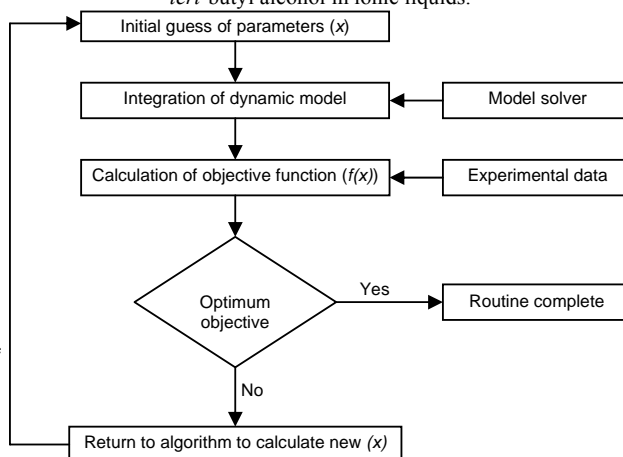 tert-butyl alcohol in ionic liquids.
Initial guess of parameters (x)
Integration of dynamic model
Model solver
Calculation of objective function (f(x))
Experimental data
Optimum
objective
Yes
Routine complete
No
Return to algorithm to calculate new (x)